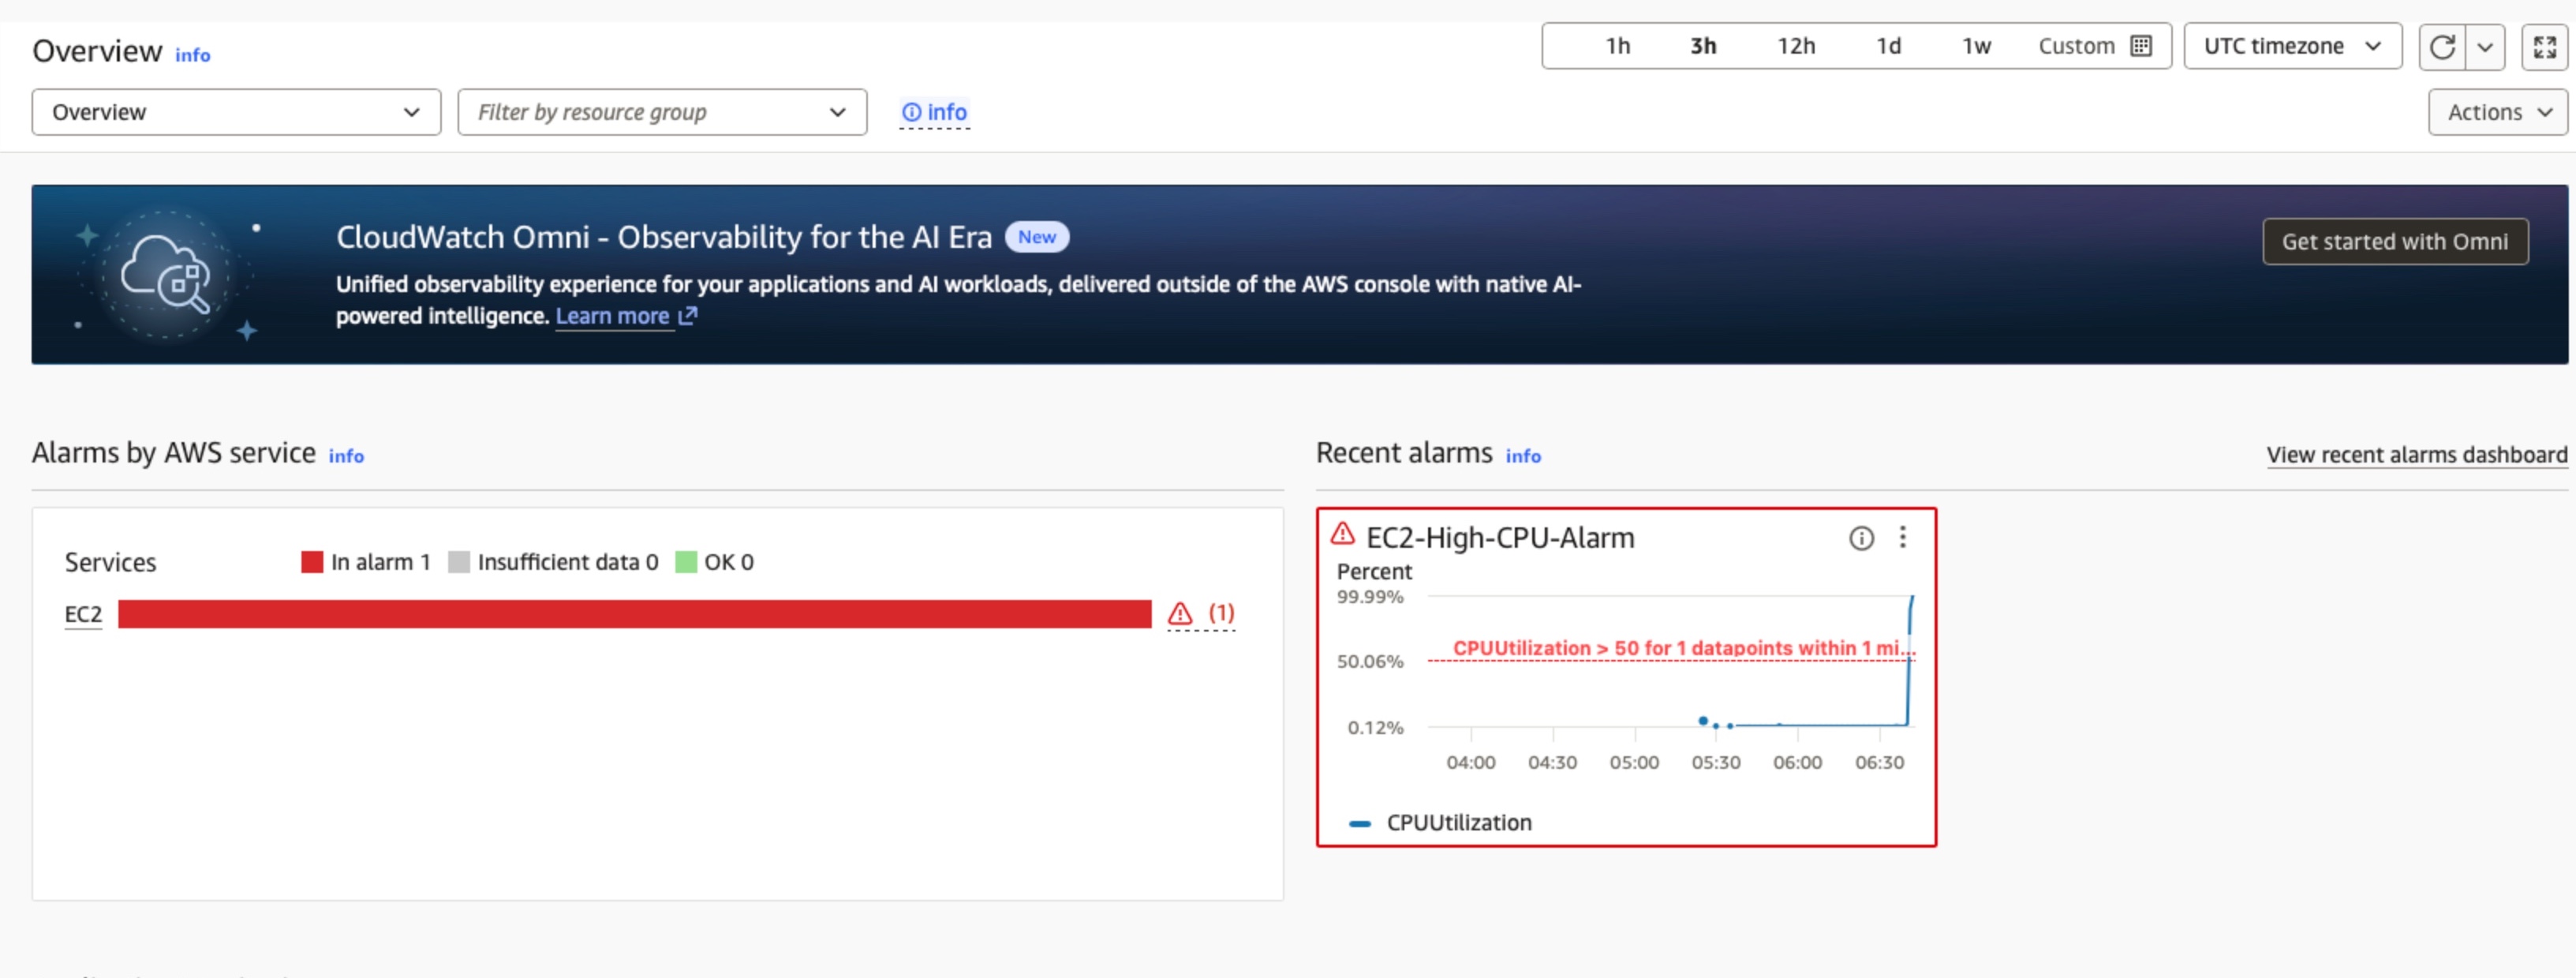 Overview info
1h 3h 12h 1d 1w Custom UTC timezone
Overview Filter by resource group info Actions
CloudWatch Omni - Observability for the AI Era New
Get started with Omni
Unified observability experience for your applications and AI workloads, delivered outside of the AWS console with native AI-
powered intelligence. Learn more
Alarms by AWS service info
Services In alarm 1 Insufficient data 0 OK 0
EC2 (1)
Recent alarms info View recent alarms dashboard
EC2-High-CPU-Alarm
Percent
99.99%
CPUUtilization > 50 for 1 datapoints within 1 mi...
50.06%
0.12%
04:00 04:30 05:00 05:30 06:00 06:30
CPUUtilization